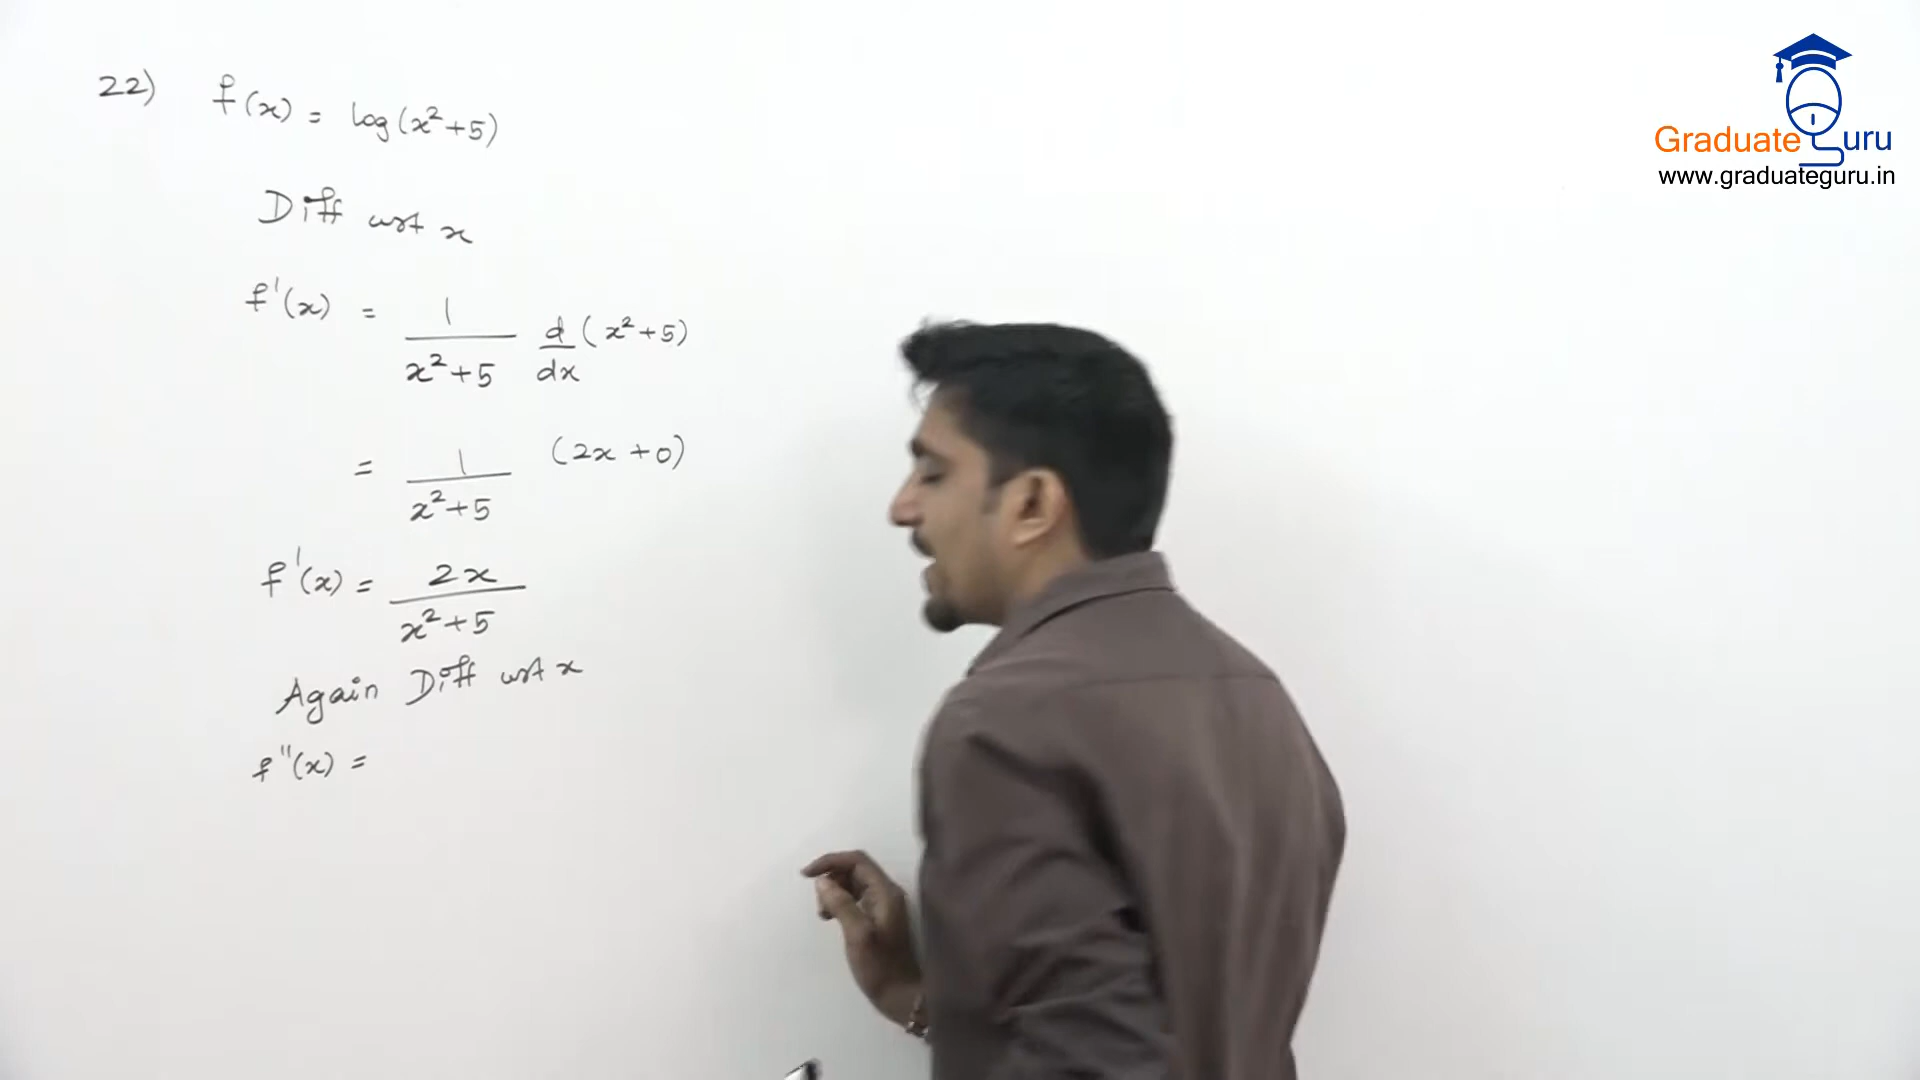 22) f(x) = log(x²+5)
Diff wrt x
f'(x) = 1/(x²+5) d/dx (x²+5)
= 1/(x²+5) (2x+0)
f'(x) = 2x/(x²+5)
Again Diff wrt x
f''(x) =
GraduateGuru
www.graduateguru.in